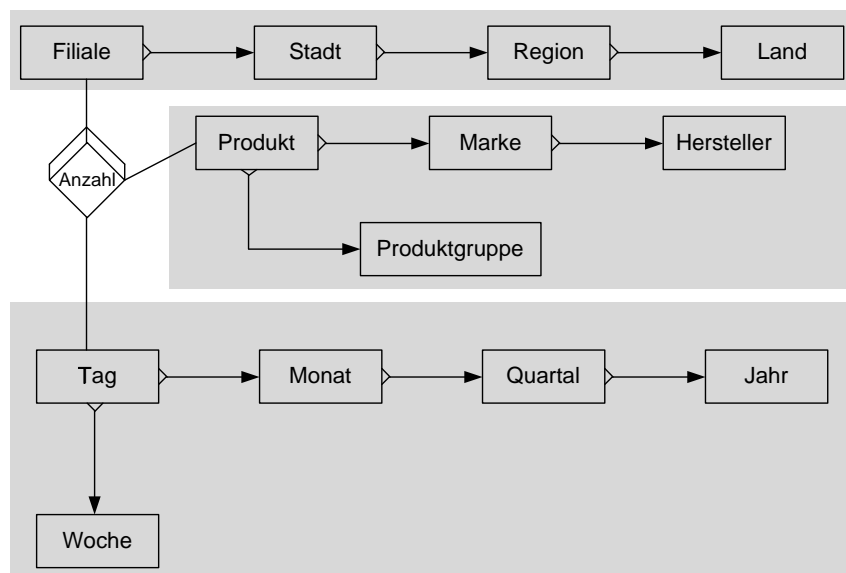 Filiale
Stadt
Region
Land
Produkt
Marke
Hersteller
Anzahl
Produktgruppe
Tag
Monat
Quartal
Jahr
Woche